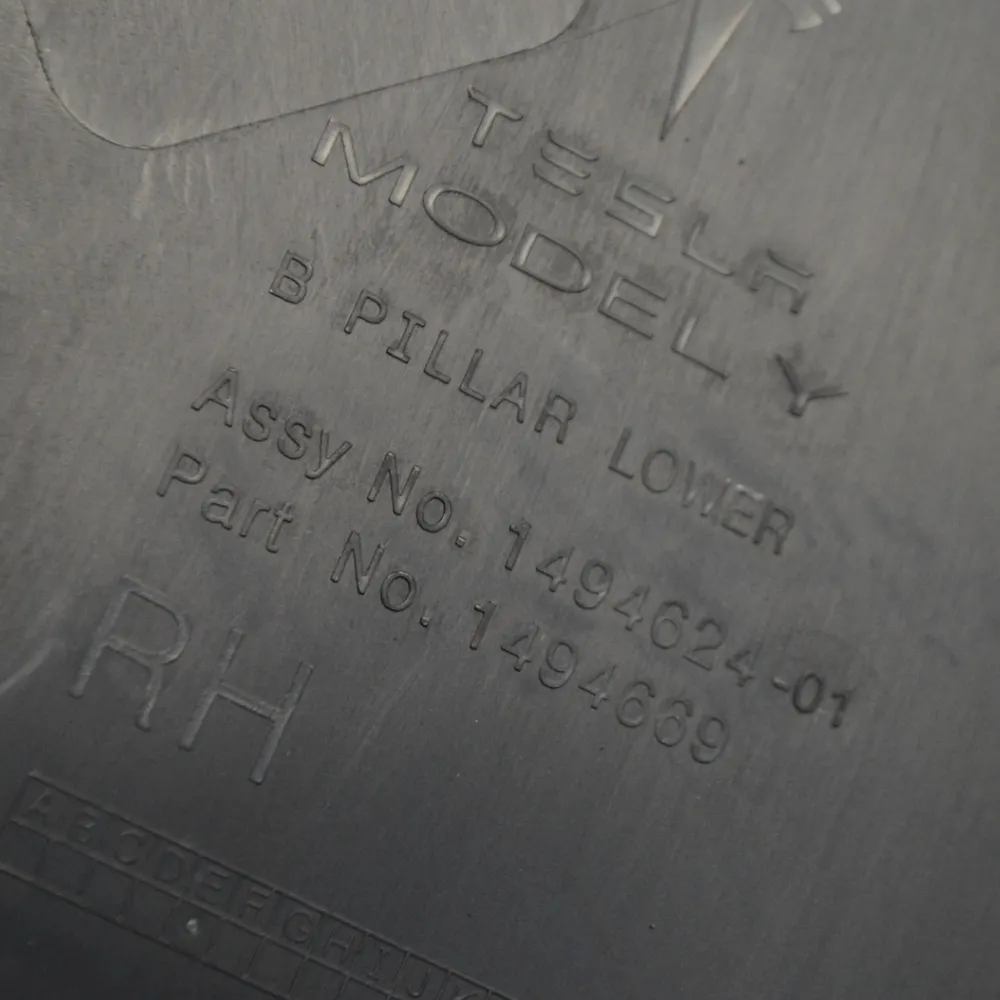 TESLA
MODEL Y
B PILLAR LOWER
Assy No. 1494624-01
Part No. 1494669
RH
ABCDEFGHIJK